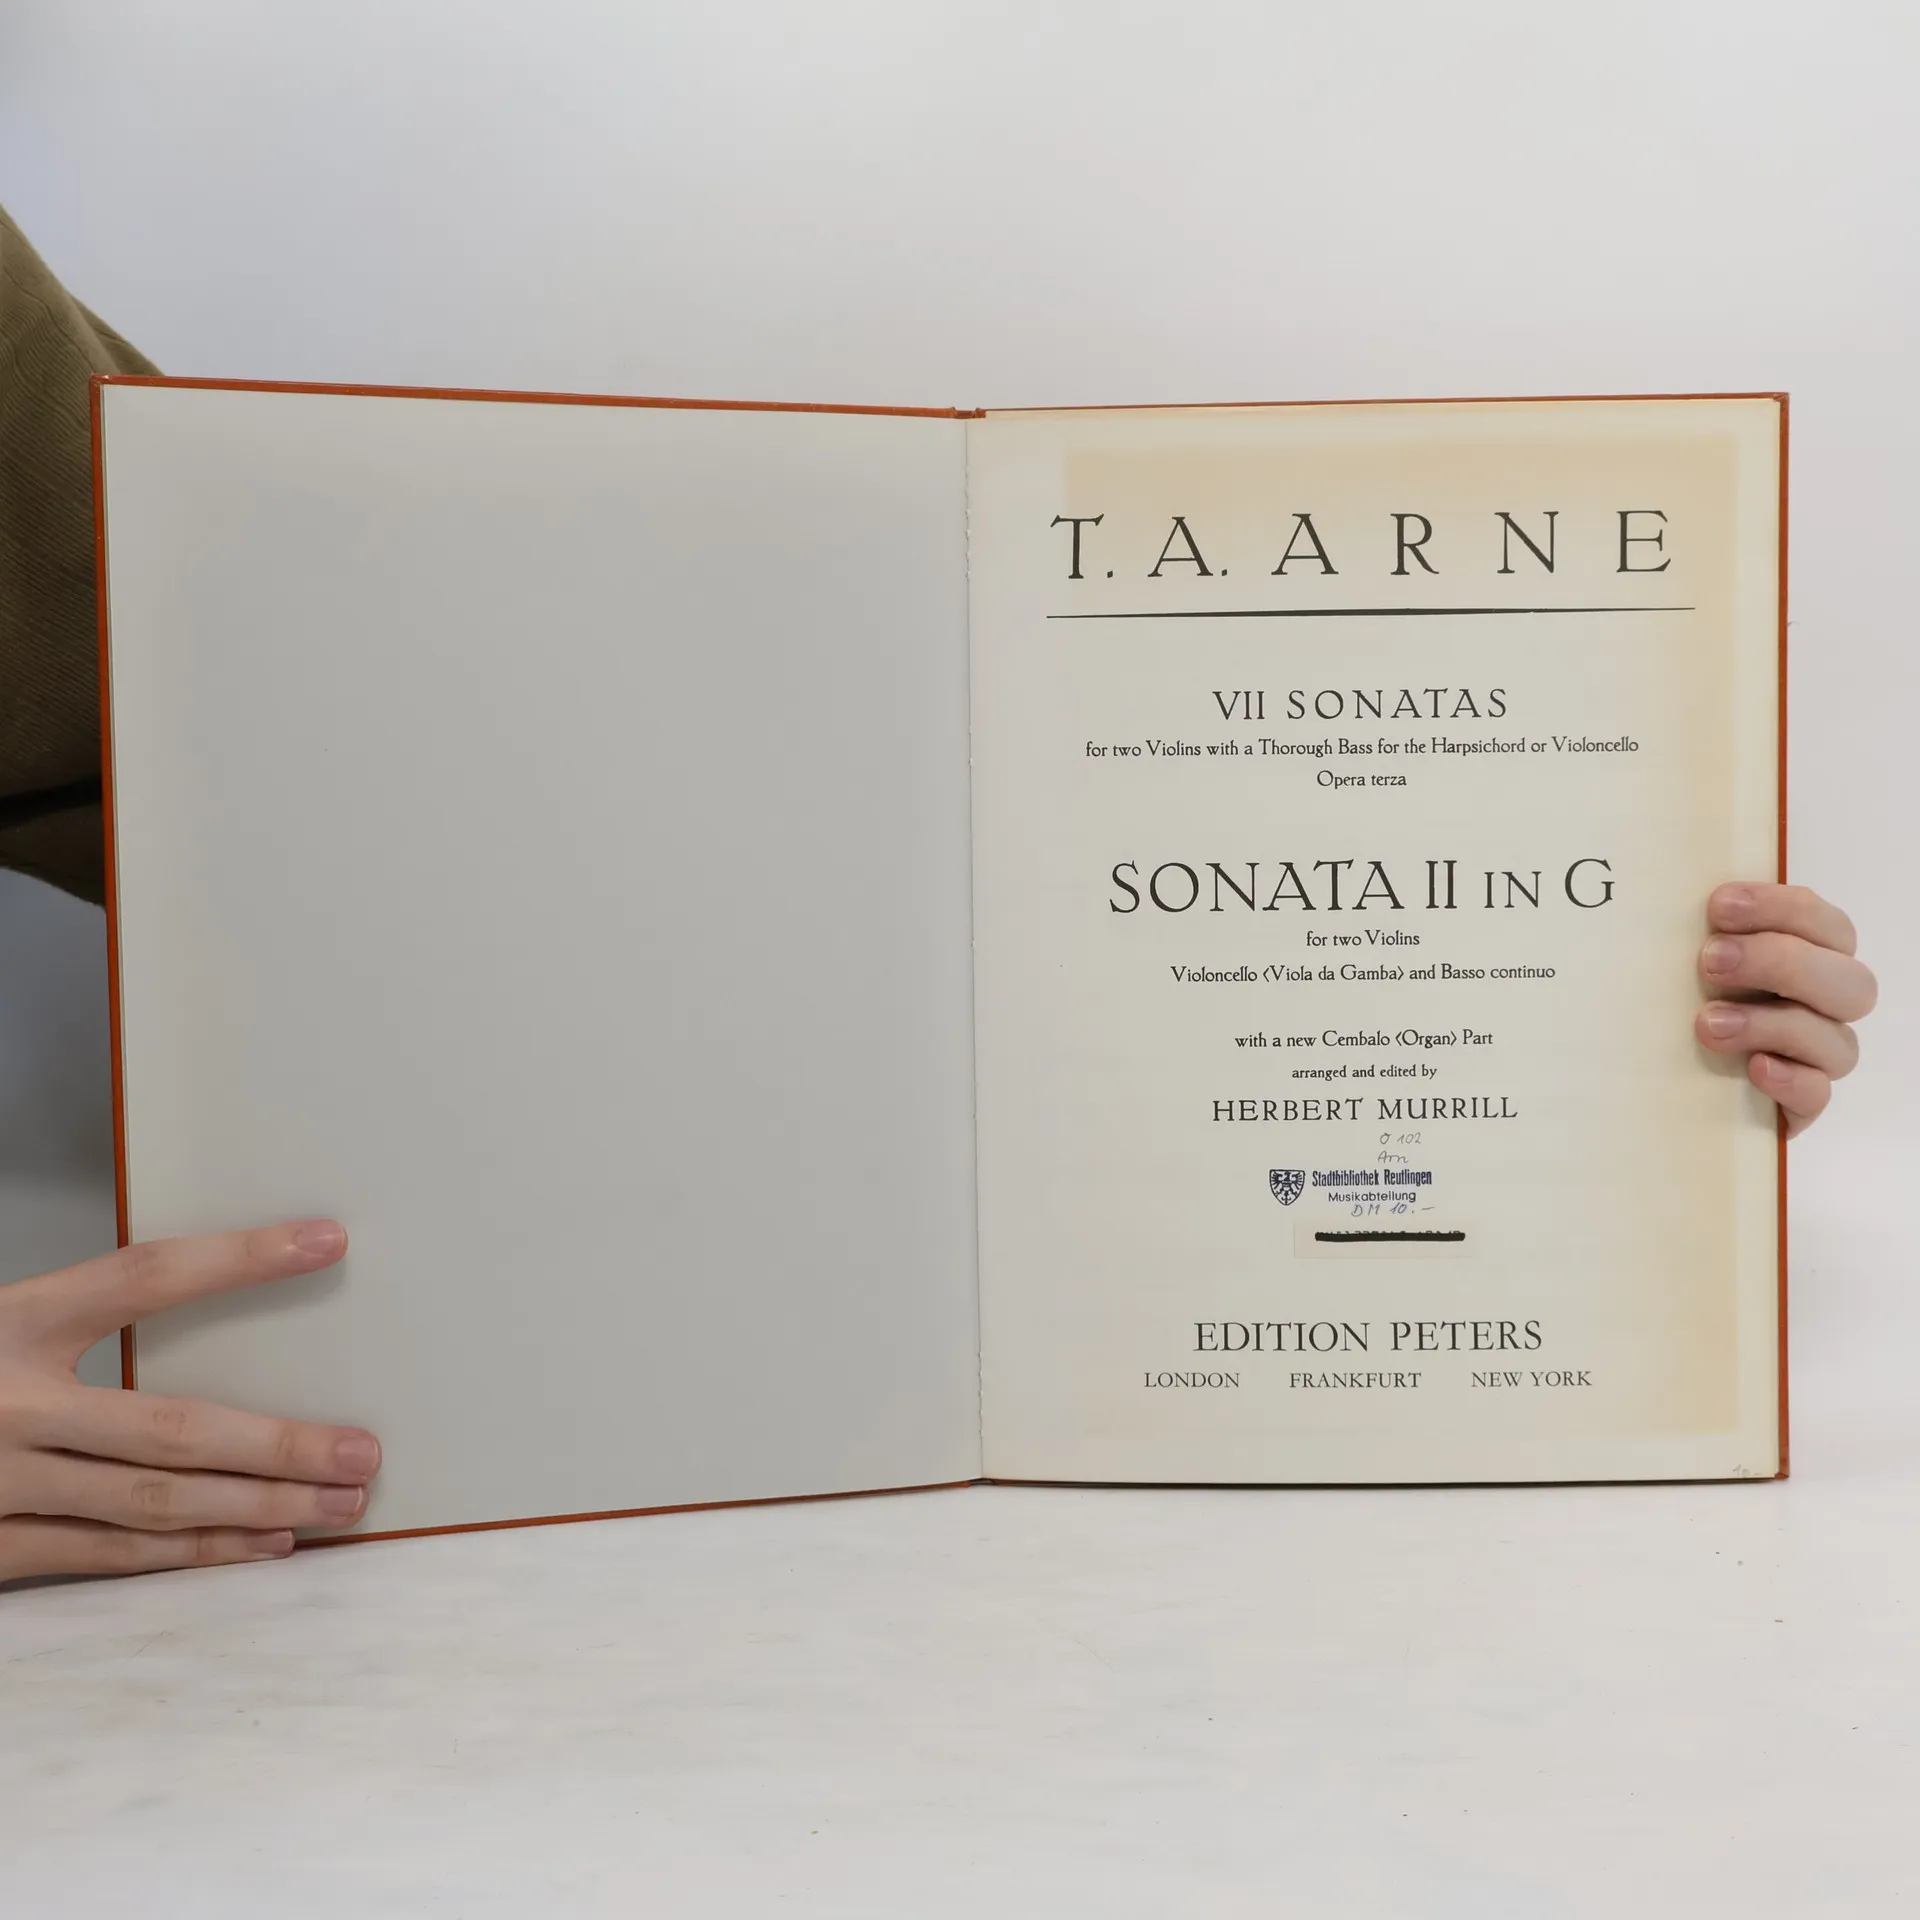 T. A. ARNE
VII SONATAS
for two Violins with a Thorough Bass for the Harpsichord or Violoncello
Opera terza
SONATA II IN G
for two Violins
Violoncello ⟨Viola da Gamba⟩ and Basso continuo
with a new Cembalo ⟨Organ⟩ Part
arranged and edited by
HERBERT MURRILL
O 102
Arn
Stadtbibliothek Reutlingen
Musikabteilung
DM 10.-
EDITION PETERS
LONDON FRANKFURT NEW YORK